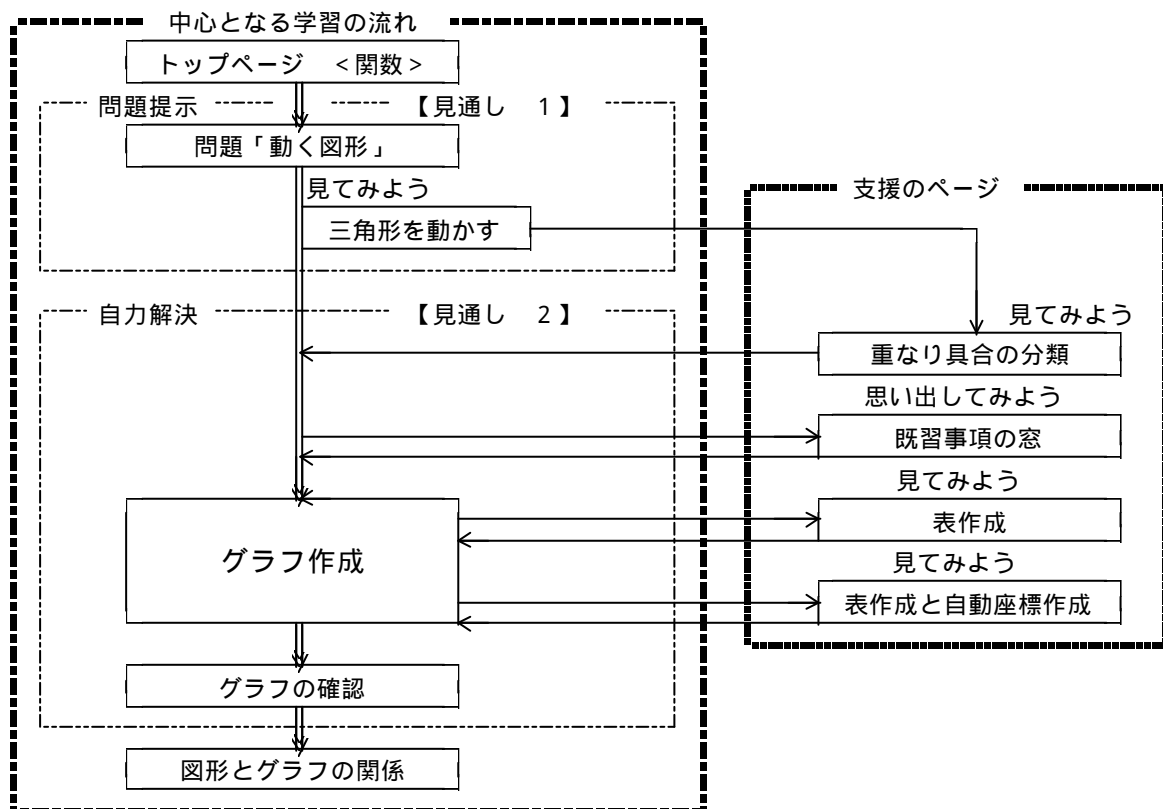 中心となる学習の流れ
トップページ <関数>
問題提示 【見通し 1】
問題「動く図形」
見てみよう
三角形を動かす
自力解決 【見通し 2】
グラフ作成
グラフの確認
図形とグラフの関係
支援のページ
見てみよう
重なり具合の分類
思い出してみよう
既習事項の窓
見てみよう
表作成
見てみよう
表作成と自動座標作成